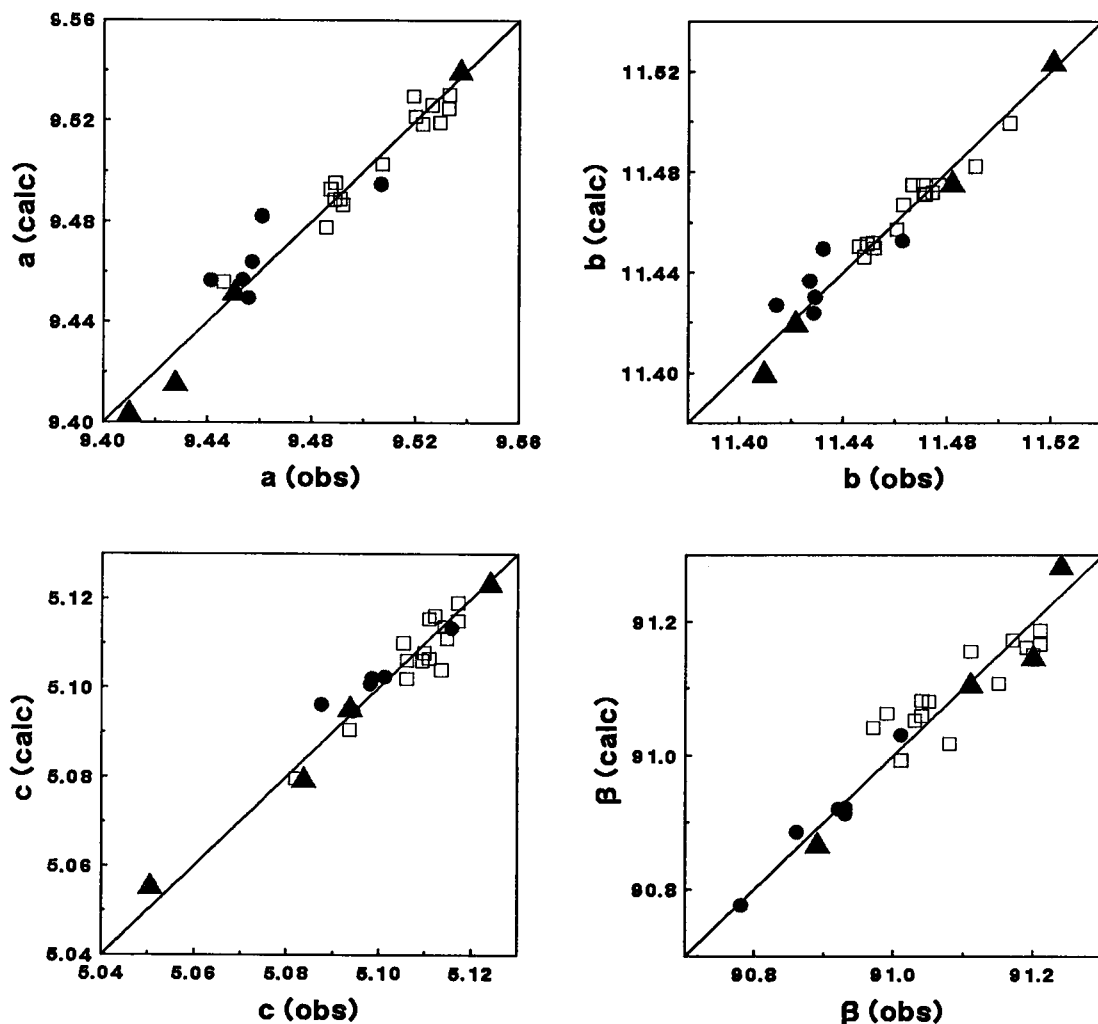 9.56
9.52
9.48
9.44
9.40
a (calc)
9.40 9.44 9.48 9.52 9.56
a (obs)
11.52
11.48
11.44
11.40
b (calc)
11.40 11.44 11.48 11.52
b (obs)
5.12
5.10
5.08
5.06
5.04
c (calc)
5.04 5.06 5.08 5.10 5.12
c (obs)
91.2
91.0
90.8
β (calc)
90.8 91.0 91.2
β (obs)